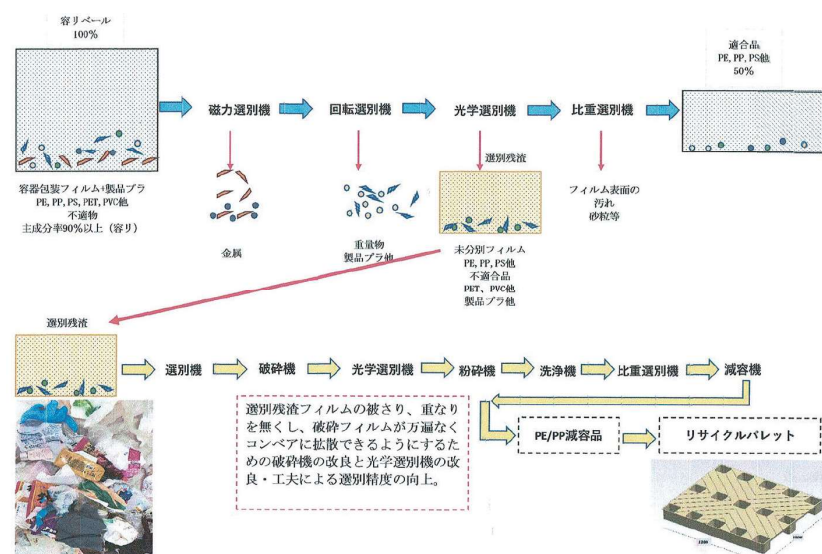 容リベール
100%
適合品
PE, PP, PS他
50%
磁力選別機
回転選別機
光学選別機
比重選別機
選別残渣
容器包装フィルム+製品プラ
PE, PP, PS, PET, PVC他
不適物
主成分率90%以上（容リ）
金属
重量物
製品プラ他
未分別フィルム
PE, PP, PS他
不適合品
PET、PVC他
製品プラ他
フィルム表面の
汚れ
砂粒等
選別残渣
選別機
破砕機
光学選別機
粉砕機
洗浄機
比重選別機
減容機
選別残渣フィルムの被さり、重なり
を無くし、破砕フィルムが万遍なく
コンベアに拡散できるようにするた
めの破砕機の改良と光学選別機の改
良・工夫による選別精度の向上。
PE/PP減容品
リサイクルパレット